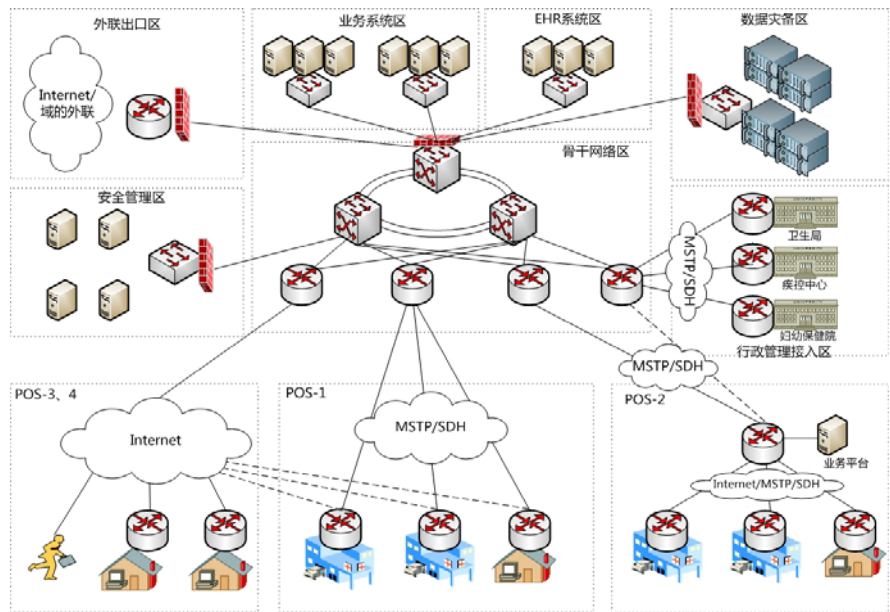 外联出口区
业务系统区
EHR系统区
数据灾备区
Internet/
域的外联
骨干网络区
安全管理区
MSTP/SDH
卫生局
疾控中心
妇幼保健院
行政管理接入区
MSTP/SDH
POS-3、4
POS-1
POS-2
Internet
MSTP/SDH
业务平台
Internet/MSTP/SDH